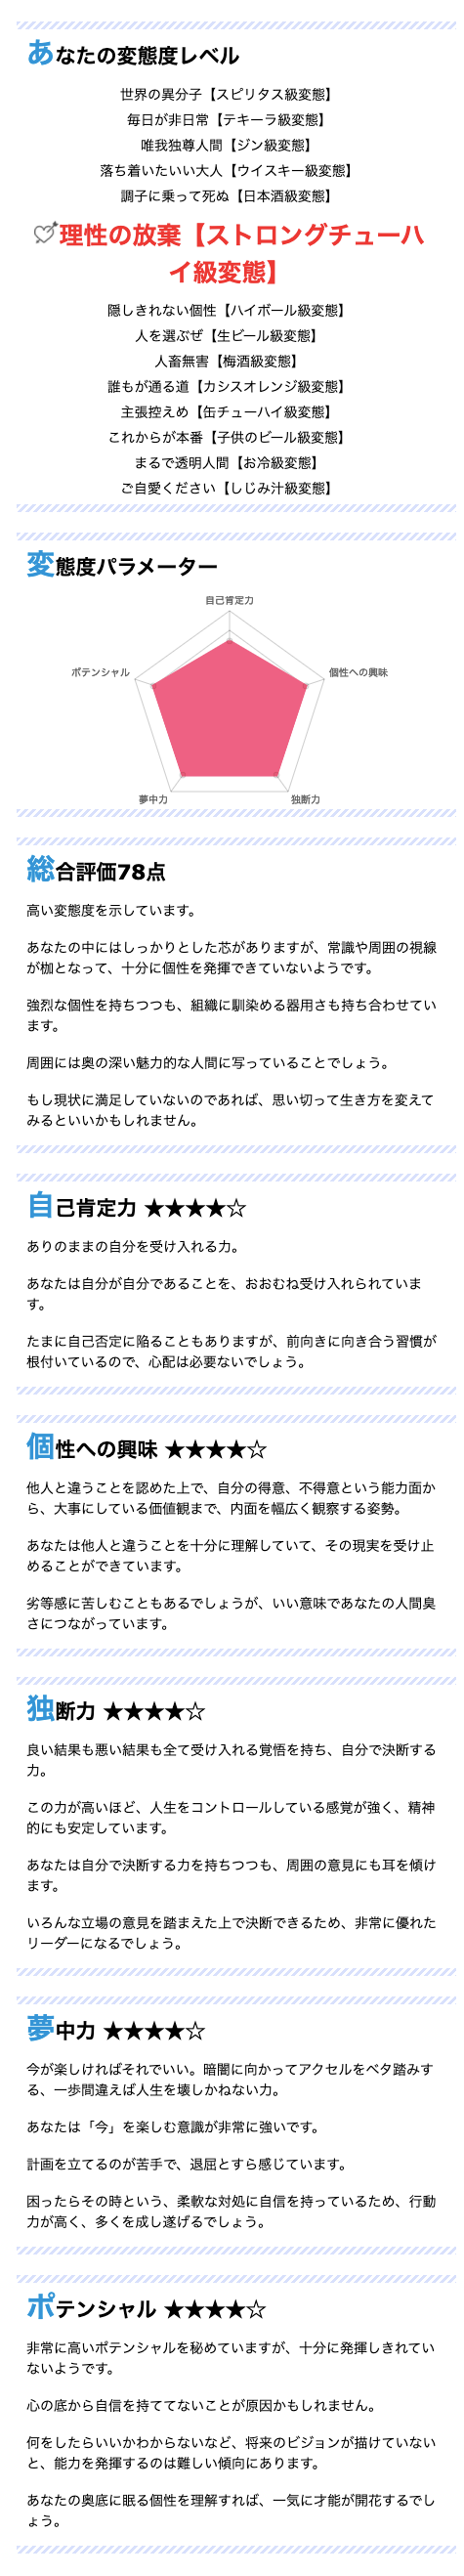 あなたの変態度レベル
世界の異分子【スピリタス級変態】
毎日が非日常【テキーラ級変態】
唯我独尊人間【ジン級変態】
落ち着いたいい大人【ウイスキー級変態】
調子に乗って死ぬ【日本酒級変態】
理性の放棄【ストロングチューハ
イ級変態】
隠しきれない個性【ハイボール級変態】
人を選ぶぜ【生ビール級変態】
人畜無害【梅酒級変態】
誰もが通る道【カシスオレンジ級変態】
主張控えめ【缶チューハイ級変態】
これからが本番【子供のビール級変態】
まるで透明人間【お冷級変態】
ご自愛ください【しじみ汁級変態】
変態度パラメーター
自己肯定力
ポテンシャル
個性への興味
夢中力
独断力
総合評価78点
高い変態度を示しています。
あなたの中にはしっかりとした芯がありますが、常識や周囲の視線
が枷となって、十分に個性を発揮できていないようです。
強烈な個性を持ちつつも、組織に馴染める器用さも持ち合わせてい
ます。
周囲には奥の深い魅力的な人間に写っていることでしょう。
もし現状に満足していないのであれば、思い切って生き方を変えて
みるといいかもしれません。
自己肯定力 ★★★★☆
ありのままの自分を受け入れる力。
あなたは自分が自分であることを、おおむね受け入れられていま
す。
たまに自己否定に陥ることもありますが、前向きに向き合う習慣が
根付いているので、心配は必要ないでしょう。
個性への興味 ★★★★☆
他人と違うことを認めた上で、自分の得意、不得意という能力面か
ら、大事にしている価値観まで、内面を幅広く観察する姿勢。
あなたは他人と違うことを十分に理解していて、その現実を受け止
めることができています。
劣等感に苦しむこともあるでしょうが、いい意味であなたの人間臭
さにつながっています。
独断力 ★★★★☆
良い結果も悪い結果も全て受け入れる覚悟を持ち、自分で決断する
力。
この力が高いほど、人生をコントロールしている感覚が強く、精神
的にも安定しています。
あなたは自分で決断する力を持ちつつも、周囲の意見にも耳を傾け
ます。
いろんな立場の意見を踏まえた上で決断できるため、非常に優れた
リーダーになるでしょう。
夢中力 ★★★★☆
今が楽しければそれでいい。暗闇に向かってアクセルをベタ踏みす
る、一歩間違えば人生を壊しかねない力。
あなたは「今」を楽しむ意識が非常に強いです。
計画を立てるのが苦手で、退屈とすら感じています。
困ったらその時という、柔軟な対処に自信を持っているため、行動
力が高く、多くを成し遂げるでしょう。
ポテンシャル ★★★★☆
非常に高いポテンシャルを秘めていますが、十分に発揮しきれてい
ないようです。
心の底から自信を持ててないことが原因かもしれません。
何をしたらいいかわからないなど、将来のビジョンが描けていない
と、能力を発揮するのは難しい傾向にあります。
あなたの奥底に眠る個性を理解すれば、一気に才能が開花するでし
ょう。